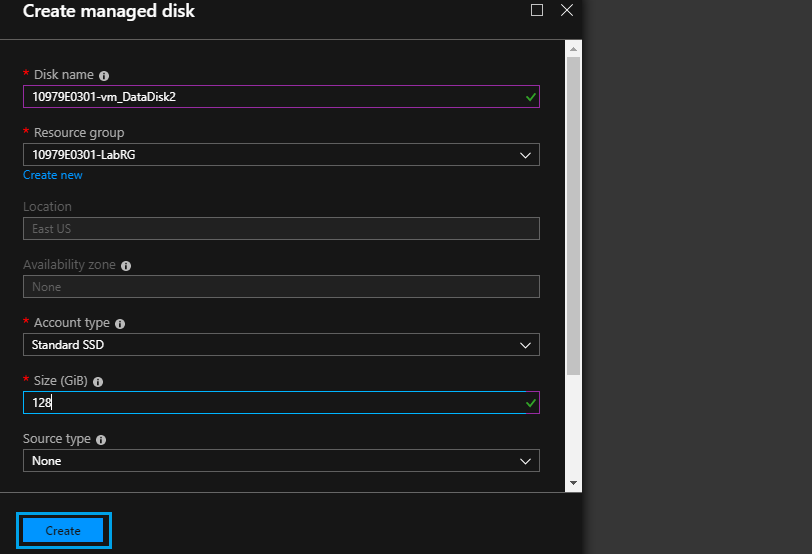 Create managed disk
* Disk name
10979E0301-vm_DataDisk2
* Resource group
10979E0301-LabRG
Create new
Location
East US
Availability zone
None
* Account type
Standard SSD
* Size (GiB)
128
Source type
None
Create